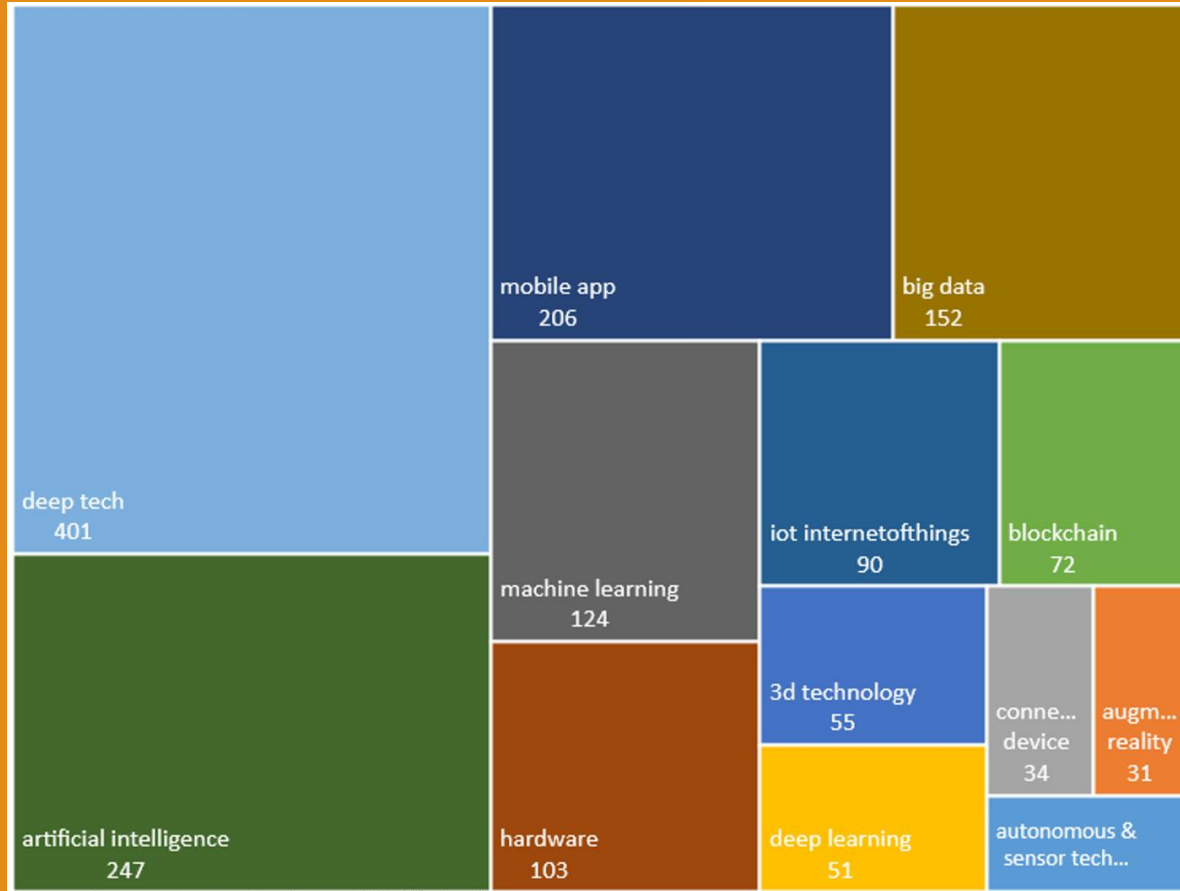 deep tech
401
artificial intelligence
247
mobile app
206
big data
152
machine learning
124
hardware
103
iot internetofthings
90
blockchain
72
3d technology
55
deep learning
51
conne...
device
34
augm...
reality
31
autonomous &
sensor tech...